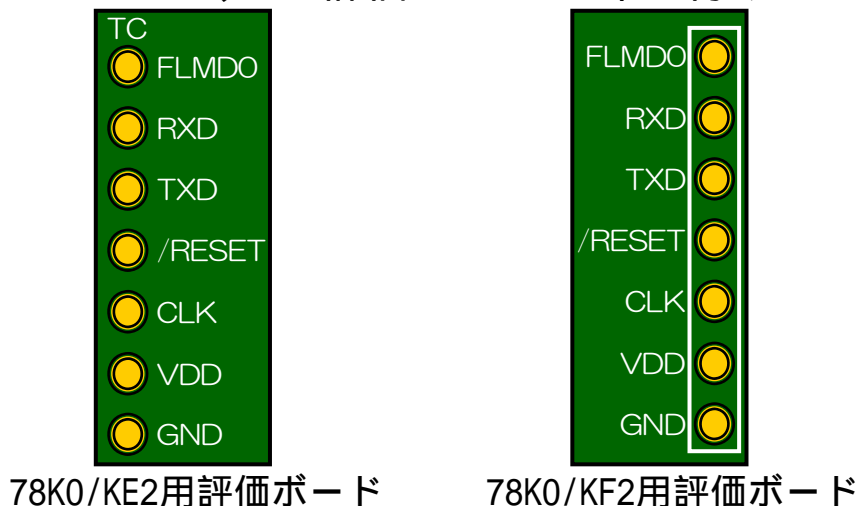 TC
FLMD0
RXD
TXD
/RESET
CLK
VDD
GND
78K0/KE2用評価ボード
FLMD0
RXD
TXD
/RESET
CLK
VDD
GND
78K0/KF2用評価ボード